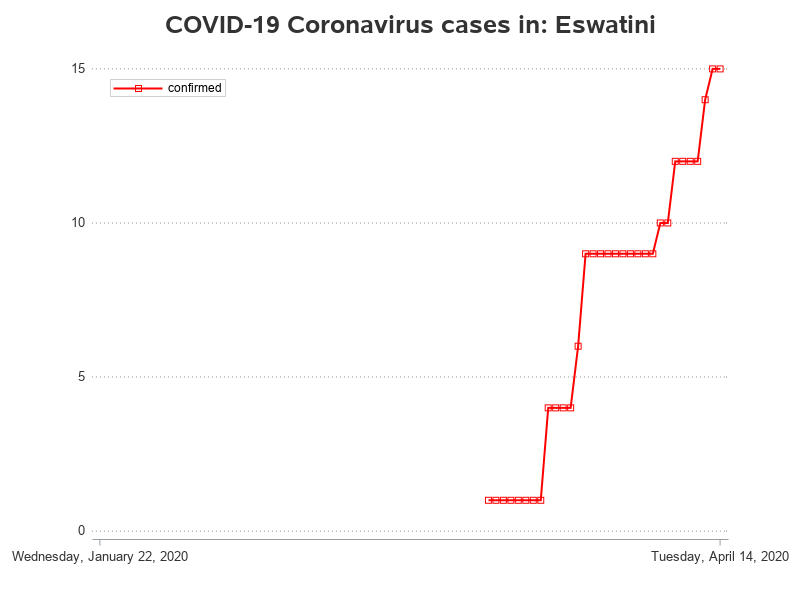 COVID-19 Coronavirus cases in: Eswatini
15
confirmed
10
5
0
Wednesday, January 22, 2020
Tuesday, April 14, 2020